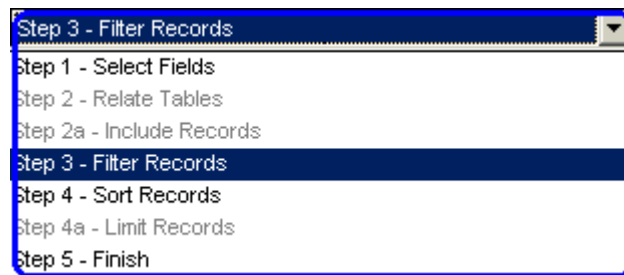 Step 3 - Filter Records
Step 1 - Select Fields
Step 2 - Relate Tables
Step 2a - Include Records
Step 3 - Filter Records
Step 4 - Sort Records
Step 4a - Limit Records
Step 5 - Finish